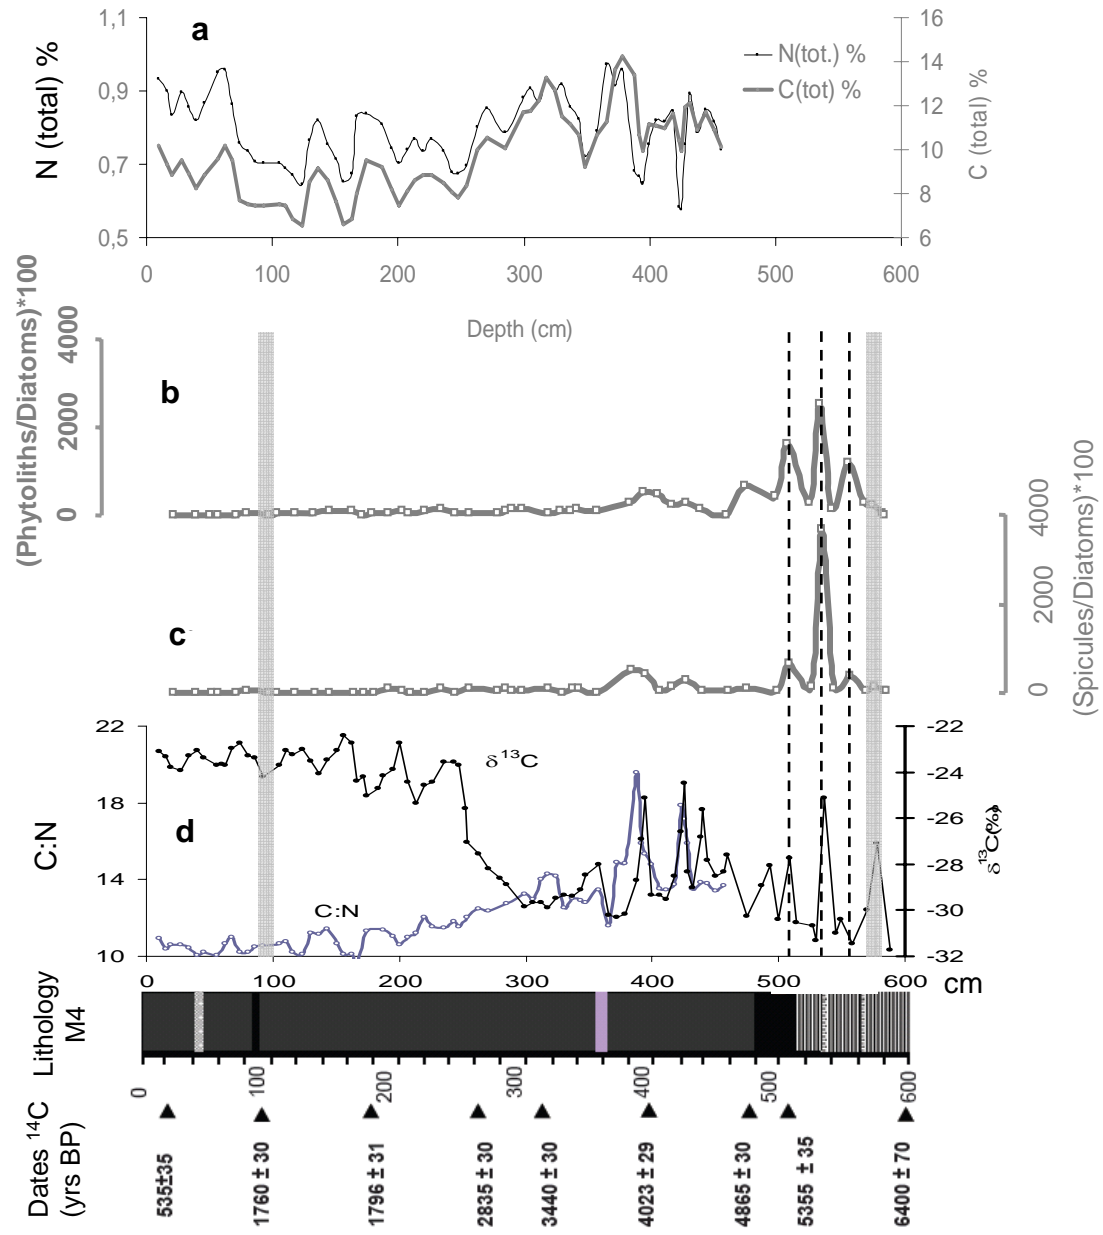 a
1,1
0,9
0,7
0,5
N (total) %
16
14
12
10
8
6
C (total) %
N(tot.) %
C(tot) %
0 100 200 300 400 500 600
Depth (cm)
b
(Phytoliths/Diatoms)*100
4000
2000
0
c
(Spicules/Diatoms)*100
4000
2000
0
d
22
18
14
10
C:N
δ¹³C
C:N
-22
-24
-26
-28
-30
-32
δ¹³C(‰)
0 100 200 300 400 500 600 cm
Lithology
M4
0 100 200 300 400 500 600
Dates ¹⁴C
(yrs BP)
535±35
1760 ± 30
1796 ± 31
2835 ± 30
3440 ± 30
4023 ± 29
4865 ± 30
5355 ± 35
6400 ± 70